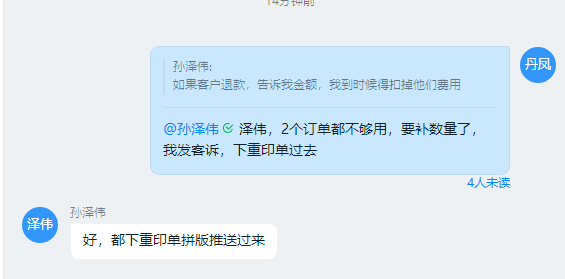 14分钟前
孙泽伟:
如果客户退款，告诉我金额，我到时候得扣掉他们费用
丹凤
@孙泽伟 泽伟，2个订单都不够用，要补数量了，
我发客诉，下重印单过去
4人未读
孙泽伟
泽伟
好，都下重印单拼版推送过来